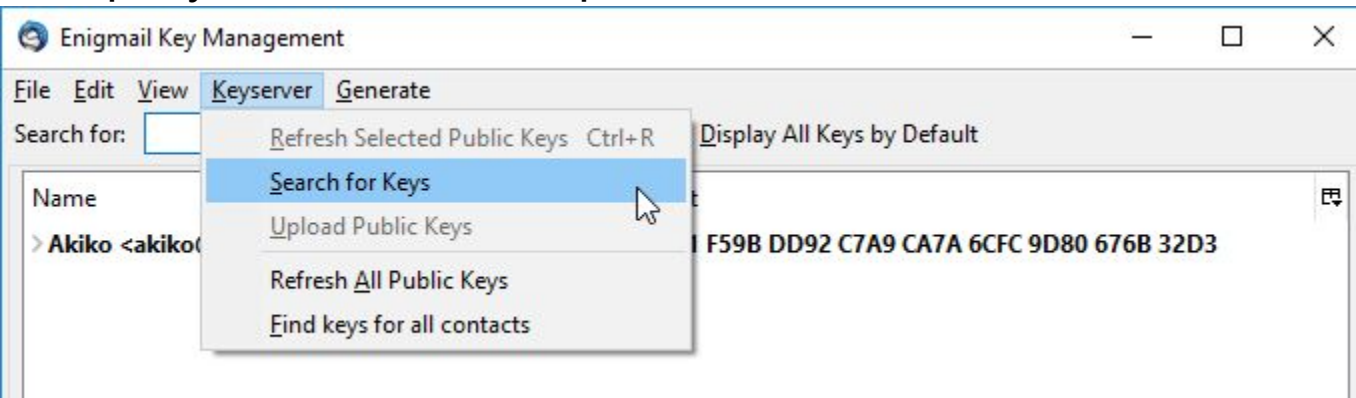 Enigmail Key Management
File Edit View Keyserver Generate
Search for: Display All Keys by Default
Refresh Selected Public Keys Ctrl+R
Search for Keys
Name
Upload Public Keys
Akiko <akiko F59B DD92 C7A9 CA7A 6CFC 9D80 676B 32D3
Refresh All Public Keys
Find keys for all contacts